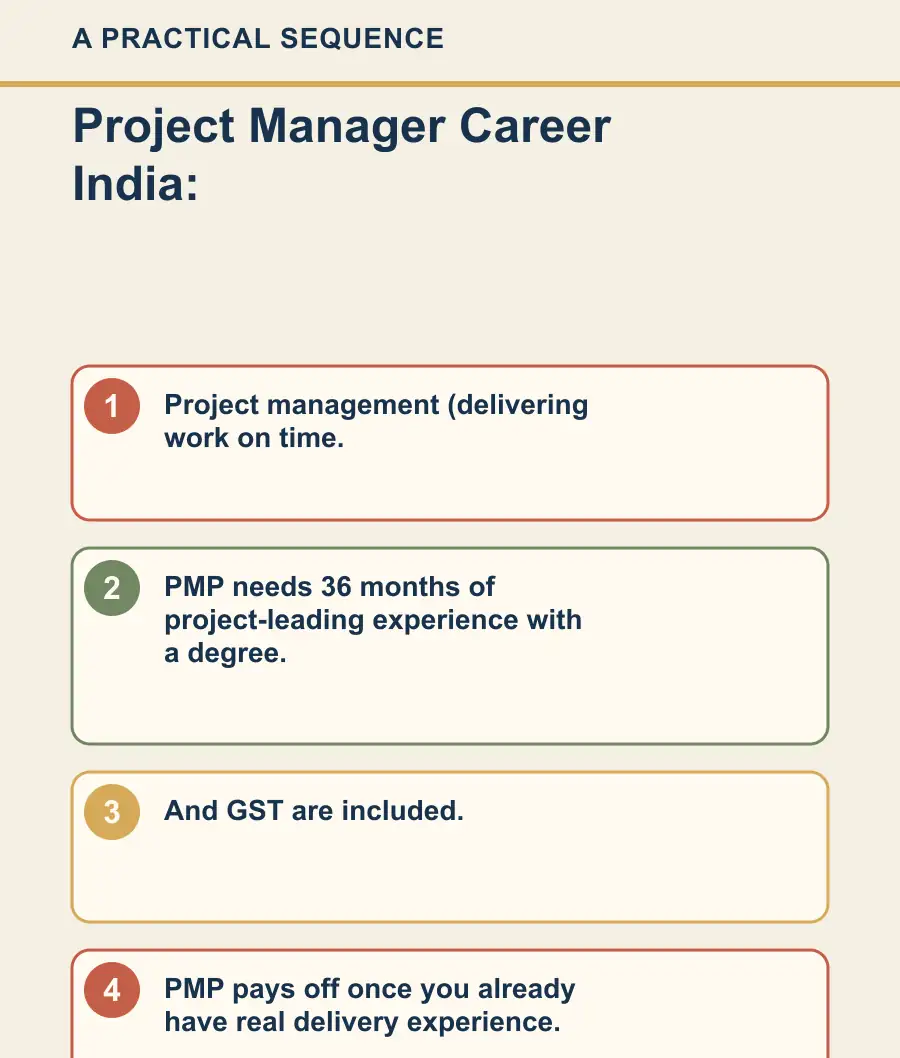 A PRACTICAL SEQUENCE
Project Manager Career
India:
1
Project management (delivering
work on time.
2
PMP needs 36 months of
project-leading experience with
a degree.
3
And GST are included.
4
PMP pays off once you already
have real delivery experience.